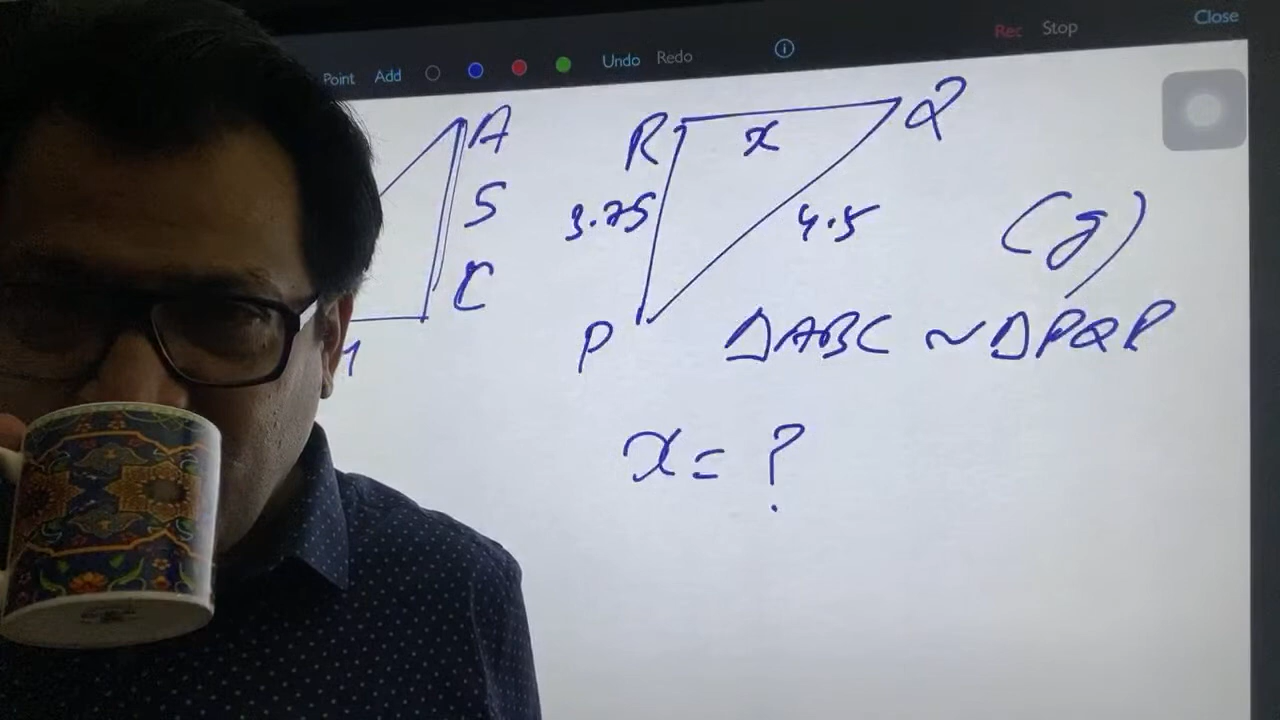 Point Add Undo Redo Rec Stop Close
A R Q
x
S 3.75 4.5 (g)
C
P ΔABC ~ ΔPQR
x = ?